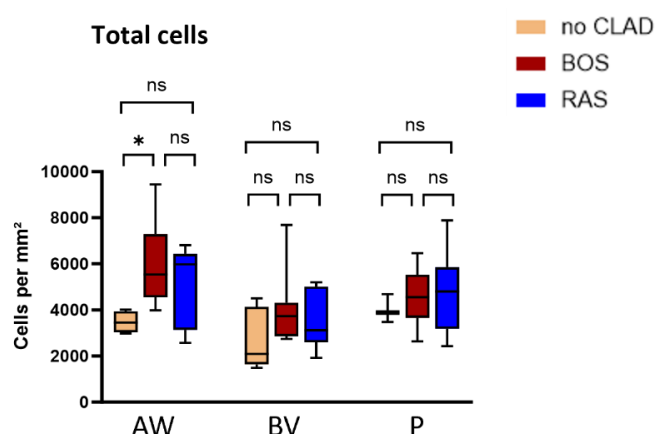 Total cells
no CLAD
BOS
RAS
ns
* ns
ns
ns ns
ns
ns ns
Cells per mm²
10000
8000
6000
4000
2000
0
AW BV P